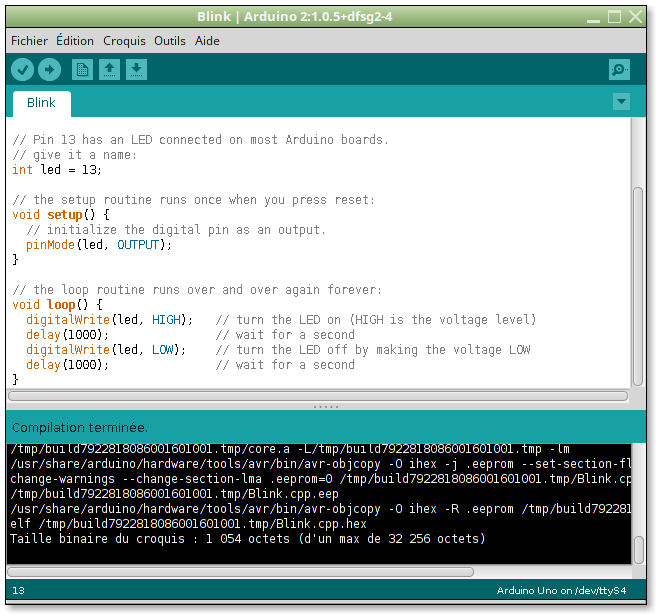 Blink | Arduino 2:1.0.5+dfsg2-4
Fichier Édition Croquis Outils Aide
Blink
// Pin 13 has an LED connected on most Arduino boards.
// give it a name:
int led = 13;
// the setup routine runs once when you press reset:
void setup() {
// initialize the digital pin as an output.
pinMode(led, OUTPUT);
}
// the loop routine runs over and over again forever:
void loop() {
digitalWrite(led, HIGH);   // turn the LED on (HIGH is the voltage level)
delay(1000);               // wait for a second
digitalWrite(led, LOW);    // turn the LED off by making the voltage LOW
delay(1000);               // wait for a second
}
Compilation terminée.
/tmp/build7922818086001601001.tmp/core.a -L/tmp/build7922818086001601001.tmp -lm
/usr/share/arduino/hardware/tools/avr/bin/avr-objcopy -O ihex -j .eeprom --set-section-fl
change-warnings --change-section-lma .eeprom=0 /tmp/build7922818086001601001.tmp/Blink.cp
/tmp/build7922818086001601001.tmp/Blink.cpp.eep
/usr/share/arduino/hardware/tools/avr/bin/avr-objcopy -O ihex -R .eeprom /tmp/build792281
elf /tmp/build7922818086001601001.tmp/Blink.cpp.hex
Taille binaire du croquis : 1 054 octets (d'un max de 32 256 octets)
13 Arduino Uno on /dev/ttyS4